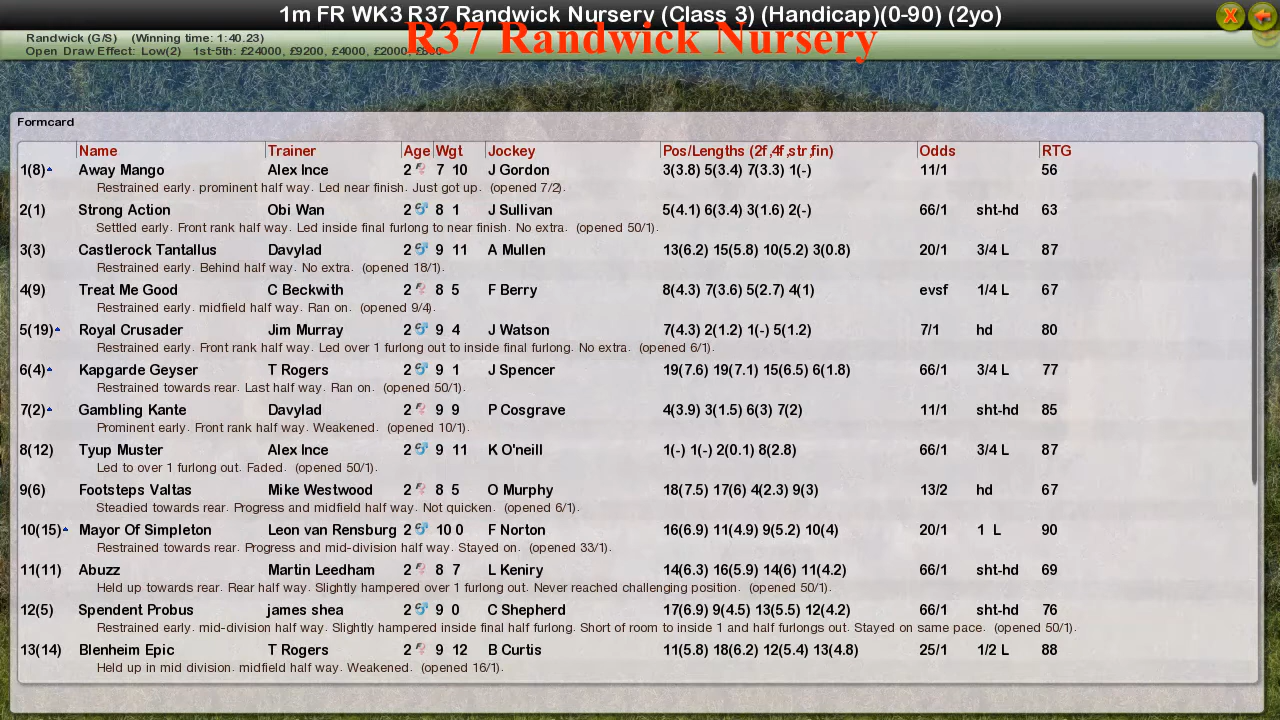 1m FR WK3 R37 Randwick Nursery (Class 3) (Handicap)(0-90) (2yo)
R37 Randwick Nursery
Randwick (G/S) (Winning time: 1:40.23)
Open Draw Effect: Low(2) 1st-5th: £24000, £9200, £4000, £2000, £800
Formcard
Name Trainer Age Wgt Jockey Pos/Lengths (2f,4f,str,fin) Odds RTG
1(8) Away Mango Alex Ince 2 7 10 J Gordon 3(3.8) 5(3.4) 7(3.3) 1(-) 11/1 56
Restrained early. prominent half way. Led near finish. Just got up. (opened 7/2).
2(1) Strong Action Obi Wan 2 8 1 J Sullivan 5(4.1) 6(3.4) 3(1.6) 2(-) 66/1 sht-hd 63
Settled early. Front rank half way. Led inside final furlong to near finish. No extra. (opened 50/1).
3(3) Castlerock Tantallus Davylad 2 9 11 A Mullen 13(6.2) 15(5.8) 10(5.2) 3(0.8) 20/1 3/4 L 87
Restrained early. Behind half way. No extra. (opened 18/1).
4(9) Treat Me Good C Beckwith 2 8 5 F Berry 8(4.3) 7(3.6) 5(2.7) 4(1) evsf 1/4 L 67
Restrained early. midfield half way. Ran on. (opened 9/4).
5(19) Royal Crusader Jim Murray 2 9 4 J Watson 7(4.3) 2(1.2) 1(-) 5(1.2) 7/1 hd 80
Restrained early. Front rank half way. Led over 1 furlong out to inside final furlong. No extra. (opened 6/1).
6(4) Kapgarde Geyser T Rogers 2 9 1 J Spencer 19(7.6) 19(7.1) 15(6.5) 6(1.8) 66/1 3/4 L 77
Restrained towards rear. Last half way. Ran on. (opened 50/1).
7(2) Gambling Kante Davylad 2 9 9 P Cosgrave 4(3.9) 3(1.5) 6(3) 7(2) 11/1 sht-hd 85
Prominent early. Front rank half way. Weakened. (opened 10/1).
8(12) Tyup Muster Alex Ince 2 9 11 K O'neill 1(-) 1(-) 2(0.1) 8(2.8) 66/1 3/4 L 87
Led to over 1 furlong out. Faded. (opened 50/1).
9(6) Footsteps Valtas Mike Westwood 2 8 5 O Murphy 18(7.5) 17(6) 4(2.3) 9(3) 13/2 hd 67
Steadied towards rear. Progress and midfield half way. Not quicken. (opened 6/1).
10(15) Mayor Of Simpleton Leon van Rensburg 2 10 0 F Norton 16(6.9) 11(4.9) 9(5.2) 10(4) 20/1 1 L 90
Restrained towards rear. Progress and mid-division half way. Stayed on. (opened 33/1).
11(11) Abuzz Martin Leedham 2 8 7 L Keniry 14(6.3) 16(5.9) 14(6) 11(4.2) 66/1 sht-hd 69
Held up towards rear. Rear half way. Slightly hampered over 1 furlong out. Never reached challenging position. (opened 50/1).
12(5) Spendent Probus james shea 2 9 0 C Shepherd 17(6.9) 9(4.5) 13(5.5) 12(4.2) 66/1 sht-hd 76
Restrained early. mid-division half way. Slightly hampered inside final half furlong. Short of room to inside 1 and half furlongs out. Stayed on same pace. (opened 50/1).
13(14) Blenheim Epic T Rogers 2 9 12 B Curtis 11(5.8) 18(6.2) 12(5.4) 13(4.8) 25/1 1/2 L 88
Held up in mid division. midfield half way. Weakened. (opened 16/1).